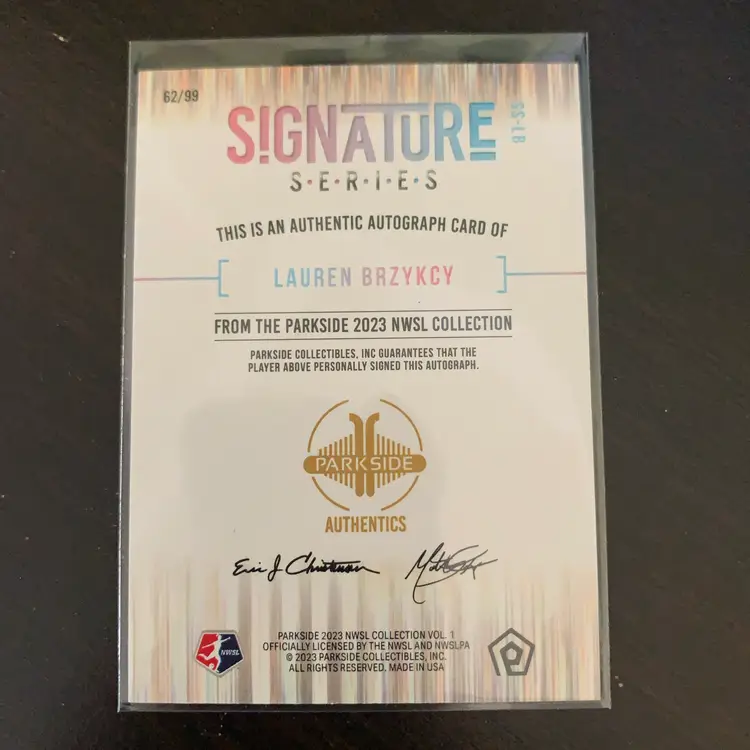 62/99
SIGNATURE
SS-LB
S·E·R·I·E·S
THIS IS AN AUTHENTIC AUTOGRAPH CARD OF
LAUREN BRZYKCY
FROM THE PARKSIDE 2023 NWSL COLLECTION
PARKSIDE COLLECTIBLES, INC GUARANTEES THAT THE
PLAYER ABOVE PERSONALLY SIGNED THIS AUTOGRAPH.
PARKSIDE
AUTHENTICS
Eric J Christensen
NWSL
PARKSIDE 2023 NWSL COLLECTION VOL. 1
OFFICIALLY LICENSED BY THE NWSL AND NWSLPA
© 2023 PARKSIDE COLLECTIBLES, INC.
ALL RIGHTS RESERVED. MADE IN USA